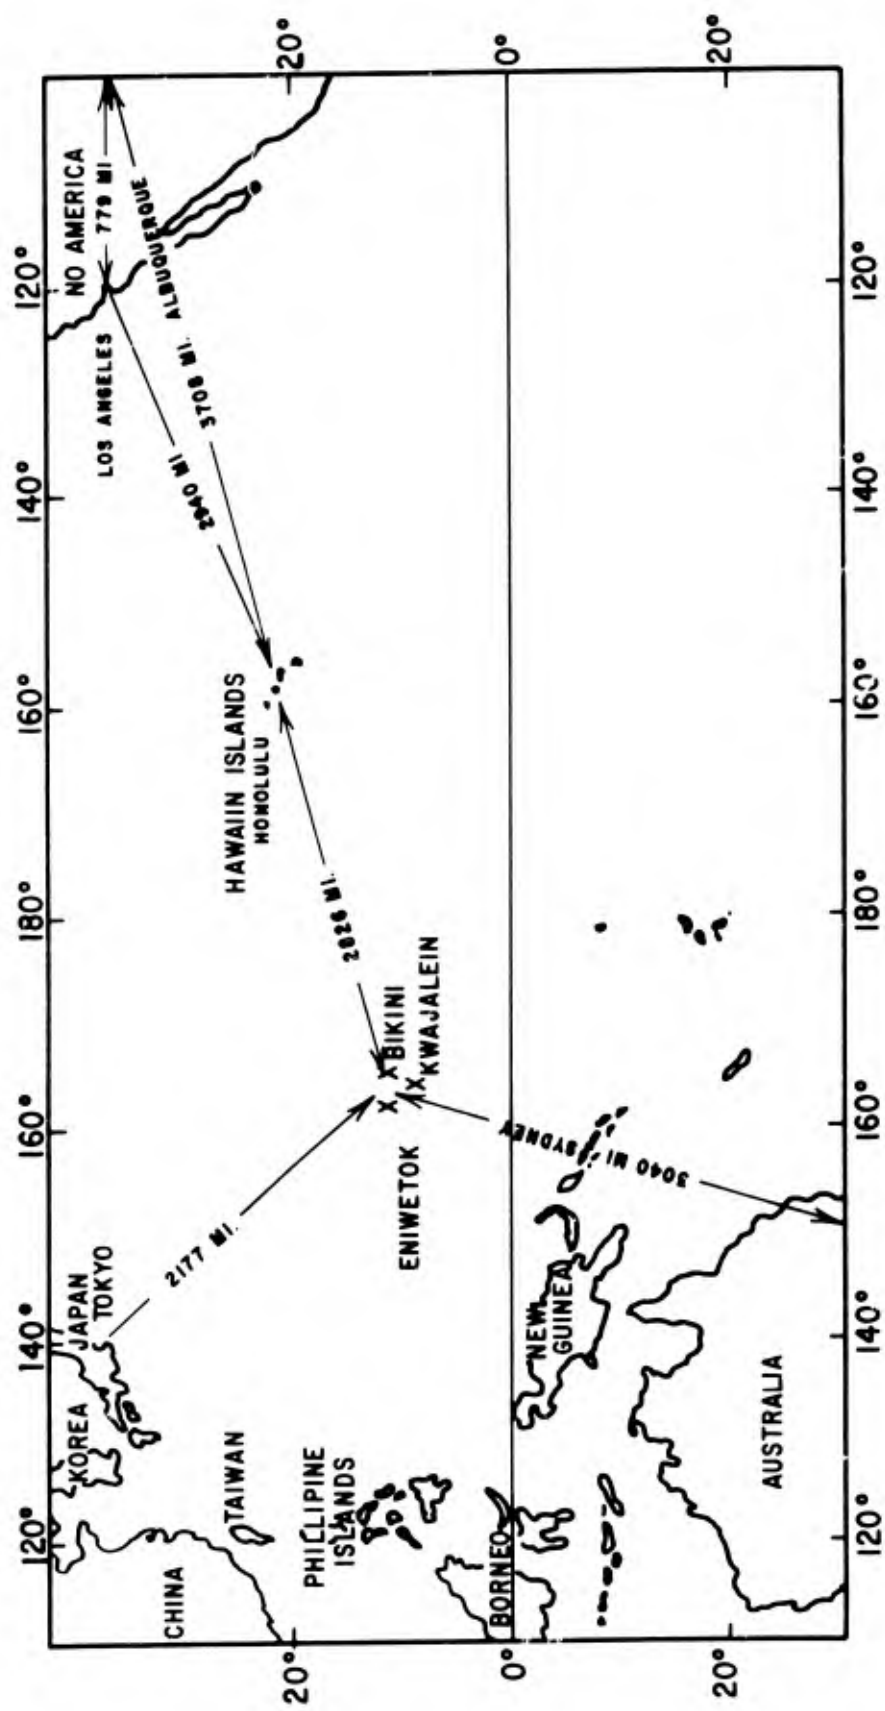 120°
140°
160°
180°
160°
140°
120°
20°
0°
20°
20°
0°
20°
KOREA
JAPAN
TOKYO
CHINA
TAIWAN
PHILLIPINE
ISLANDS
BORNEO
NEW
GUINEA
AUSTRALIA
2177 MI.
ENIWETOK
BIKINI
KWAJALEIN
3040 MI
SYDNEY
2626 MI.
HAWAIIN ISLANDS
HONOLULU
2940 MI
3708 MI. ALBUQUERQUE
LOS ANGELES
NO AMERICA
779 MI
120°
140°
160°
180°
160°
140°
120°